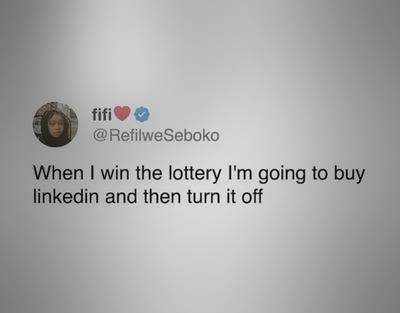 fifi❤️
@RefilweSeboko
When I win the lottery I'm going to buy
linkedin and then turn it off